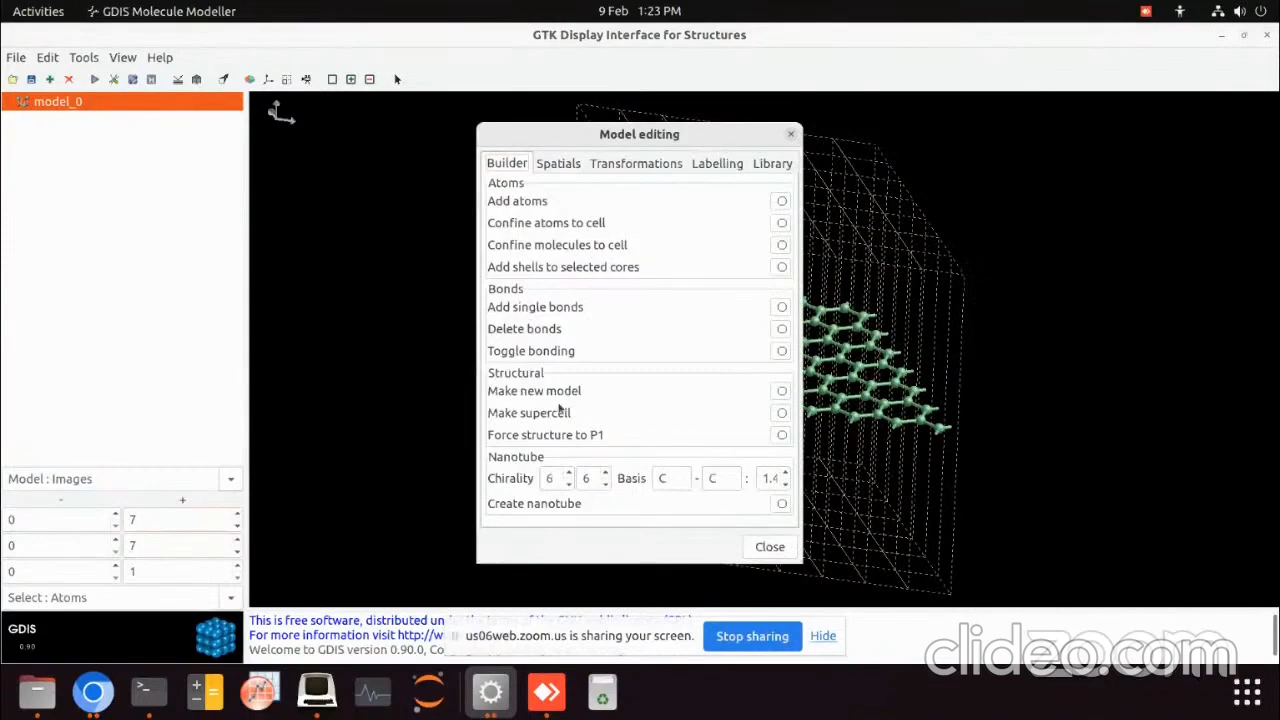 Activities GDIS Molecule Modeller 9 Feb 1:23 PM
GTK Display Interface for Structures
File Edit Tools View Help
model_0
Model editing
Builder Spatials Transformations Labelling Library
Atoms
Add atoms
Confine atoms to cell
Confine molecules to cell
Add shells to selected cores
Bonds
Add single bonds
Delete bonds
Toggle bonding
Structural
Make new model
Make supercell
Force structure to P1
Nanotube
Chirality 6 6 Basis C - C : 1.4
Create nanotube
Close
Model : Images
- +
0 7
0 7
0 1
Select : Atoms
GDIS
0.90
This is free software, distributed un
For more information visit http://w
Welcome to GDIS version 0.90.0, Co
us06web.zoom.us is sharing your screen. Stop sharing Hide
clideo.com
zoom